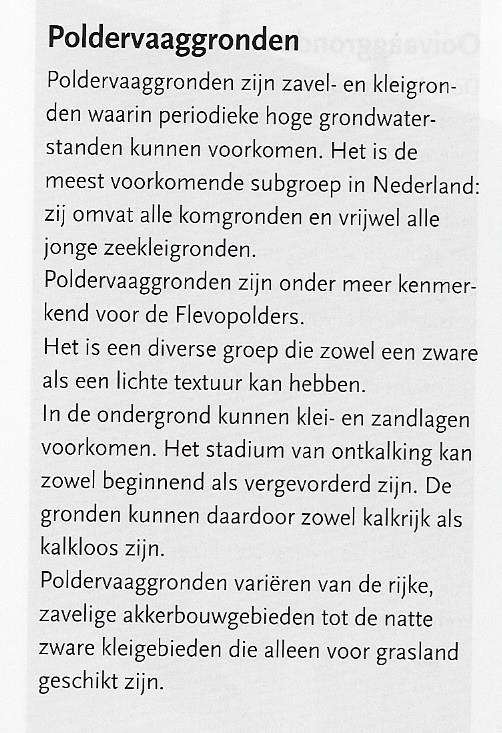 Poldervaaggronden
Poldervaaggronden zijn zavel- en kleigron-
den waarin periodieke hoge grondwater-
standen kunnen voorkomen. Het is de
meest voorkomende subgroep in Nederland:
zij omvat alle komgronden en vrijwel alle
jonge zeekleigronden.
Poldervaaggronden zijn onder meer kenmer-
kend voor de Flevopolders.
Het is een diverse groep die zowel een zware
als een lichte textuur kan hebben.
In de ondergrond kunnen klei- en zandlagen
voorkomen. Het stadium van ontkalking kan
zowel beginnend als vergevorderd zijn. De
gronden kunnen daardoor zowel kalkrijk als
kalkloos zijn.
Poldervaaggronden variëren van de rijke,
zavelige akkerbouwgebieden tot de natte
zware kleigebieden die alleen voor grasland
geschikt zijn.